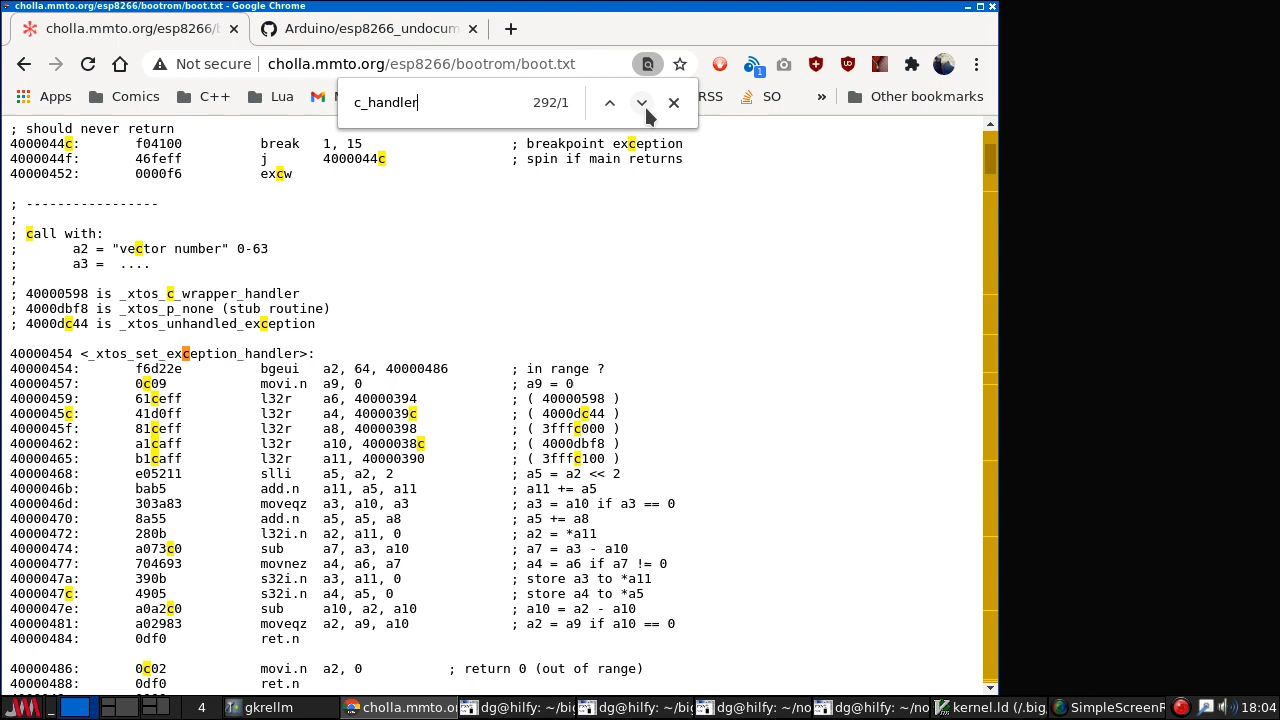 cholla.mmto.org/esp8266/bootrom/boot.txt - Google Chrome
cholla.mmto.org/esp8266/b
Arduino/esp8266_undocum
Not secure
cholla.mmto.org/esp8266/bootrom/boot.txt
1
c_handler
292/1
Apps
Comics
C++
Lua
RSS
SO
»
Other bookmarks
; should never return
4000044c: f04100 break 1, 15 ; breakpoint exception
4000044f: 46feff j 4000044c ; spin if main returns
40000452: 0000f6 excw
; -----------------
;
; call with:
; a2 = "vector number" 0-63
; a3 = ....
;
; 40000598 is _xtos_c_wrapper_handler
; 4000dbf8 is _xtos_p_none (stub routine)
; 4000dc44 is _xtos_unhandled_exception
40000454 <_xtos_set_exception_handler>:
40000454: f6d22e bgeui a2, 64, 40000486 ; in range ?
40000457: 0c09 movi.n a9, 0 ; a9 = 0
40000459: 61ceff l32r a6, 40000394 ; ( 40000598 )
4000045c: 41d0ff l32r a4, 4000039c ; ( 4000dc44 )
4000045f: 81ceff l32r a8, 40000398 ; ( 3fffc000 )
40000462: a1caff l32r a10, 4000038c ; ( 4000dbf8 )
40000465: b1caff l32r a11, 40000390 ; ( 3fffc100 )
40000468: e05211 slli a5, a2, 2 ; a5 = a2 << 2
4000046b: bab5 add.n a11, a5, a11 ; a11 += a5
4000046d: 303a83 moveqz a3, a10, a3 ; a3 = a10 if a3 == 0
40000470: 8a55 add.n a5, a5, a8 ; a5 += a8
40000472: 280b l32i.n a2, a11, 0 ; a2 = *a11
40000474: a073c0 sub a7, a3, a10 ; a7 = a3 - a10
40000477: 704693 movnez a4, a6, a7 ; a4 = a6 if a7 != 0
4000047a: 390b s32i.n a3, a11, 0 ; store a3 to *a11
4000047c: 4905 s32i.n a4, a5, 0 ; store a4 to *a5
4000047e: a0a2c0 sub a10, a2, a10 ; a10 = a2 - a10
40000481: a02983 moveqz a2, a9, a10 ; a2 = a9 if a10 == 0
40000484: 0df0 ret.n
40000486: 0c02 movi.n a2, 0 ; return 0 (out of range)
40000488: 0df0 ret.n
4
gkrellm
cholla.mmto.o
dg@hilfy: ~/big
dg@hilfy: ~/big
dg@hilfy: ~/no
dg@hilfy: ~/no
kernel.ld (/.big
SimpleScreenR
18:04